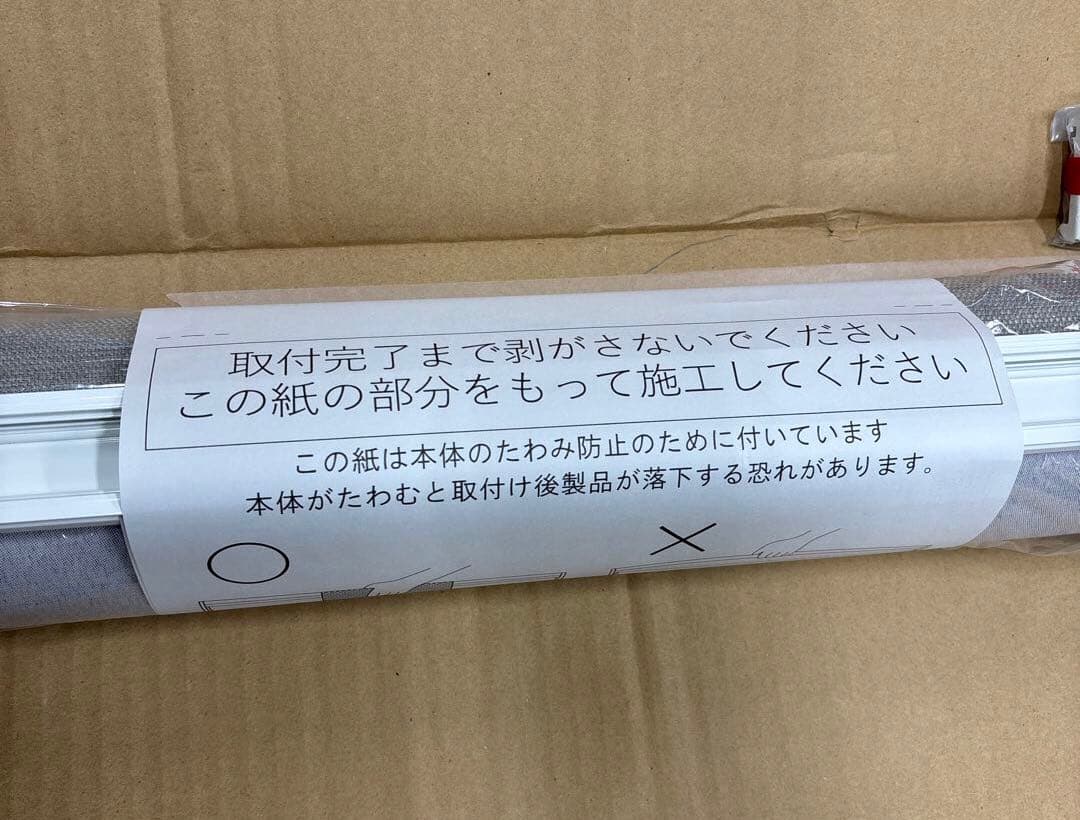 取付完了まで剥がさないでください
この紙の部分をもって施工してください
この紙は本体のたわみ防止のために付いています
本体がたわむと取付け後製品が落下する恐れがあります。